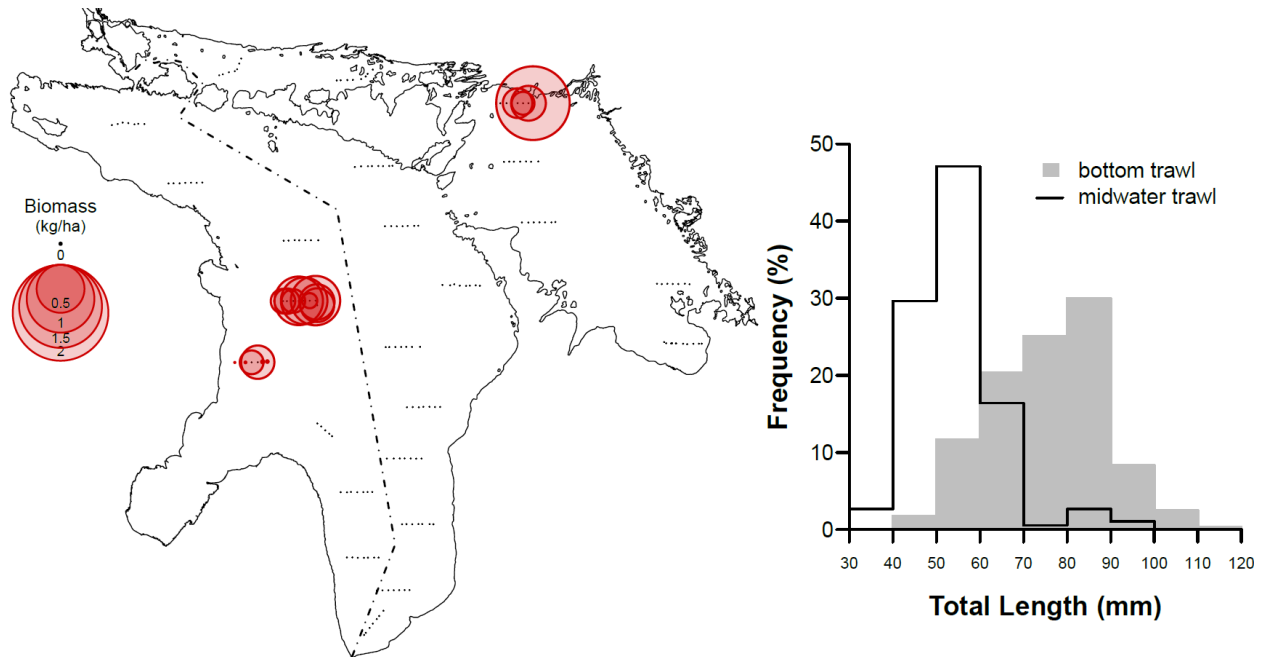 Biomass
(kg/ha)
0
0.5
1
1.5
2
bottom trawl
midwater trawl
Frequency (%)
50
40
30
20
10
0
30 40 50 60 70 80 90 100 110 120
Total Length (mm)